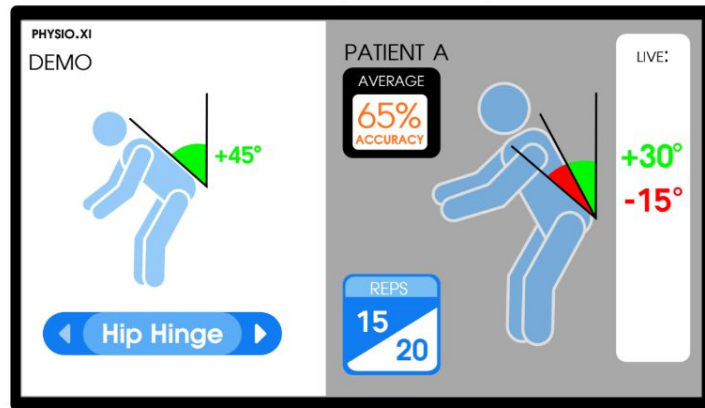 PHYSIO.XI
DEMO
+45°
Hip Hinge
PATIENT A
AVERAGE
65%
ACCURACY
REPS
15
20
LIVE:
+30°
-15°